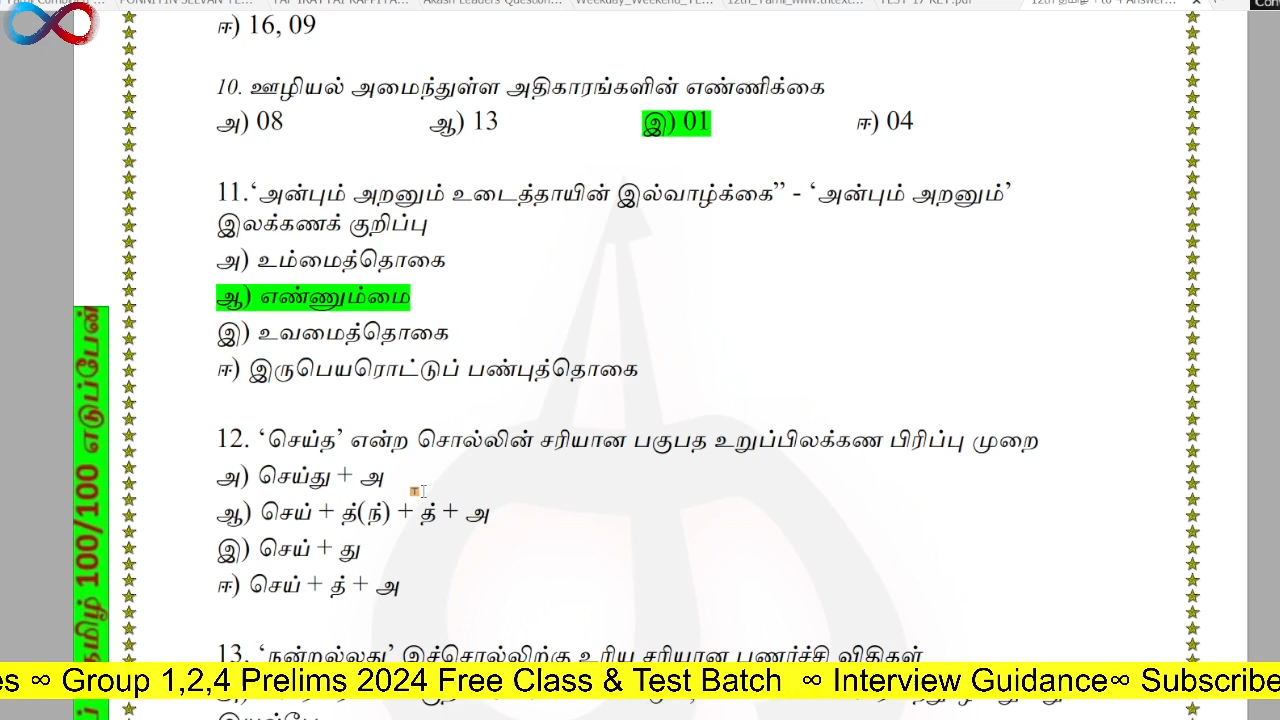 ஈ) 16, 09
10. ஊழியல் அமைந்துள்ள அதிகாரங்களின் எண்ணிக்கை
அ) 08 ஆ) 13 இ) 01 ஈ) 04
11.‘அன்பும் அறனும் உடைத்தாயின் இல்வாழ்க்கை” - ‘அன்பும் அறனும்’
இலக்கணக் குறிப்பு
அ) உம்மைத்தொகை
ஆ) எண்ணும்மை
இ) உவமைத்தொகை
ஈ) இருபெயரொட்டுப் பண்புத்தொகை
12. ‘செய்த’ என்ற சொல்லின் சரியான பகுபத உறுப்பிலக்கண பிரிப்பு முறை
அ) செய்து + அ
ஆ) செய் + த்(ந்) + த் + அ
இ) செய் + து
ஈ) செய் + த் + அ
13. ‘நன்றல்லது’ இச்சொல்லிற்கு உரிய சரியான புணர்ச்சி விதிகள்
தமிழ் 100/100 எடுப்பேன்
es ∞ Group 1,2,4 Prelims 2024 Free Class & Test Batch ∞ Interview Guidance∞ Subscribe